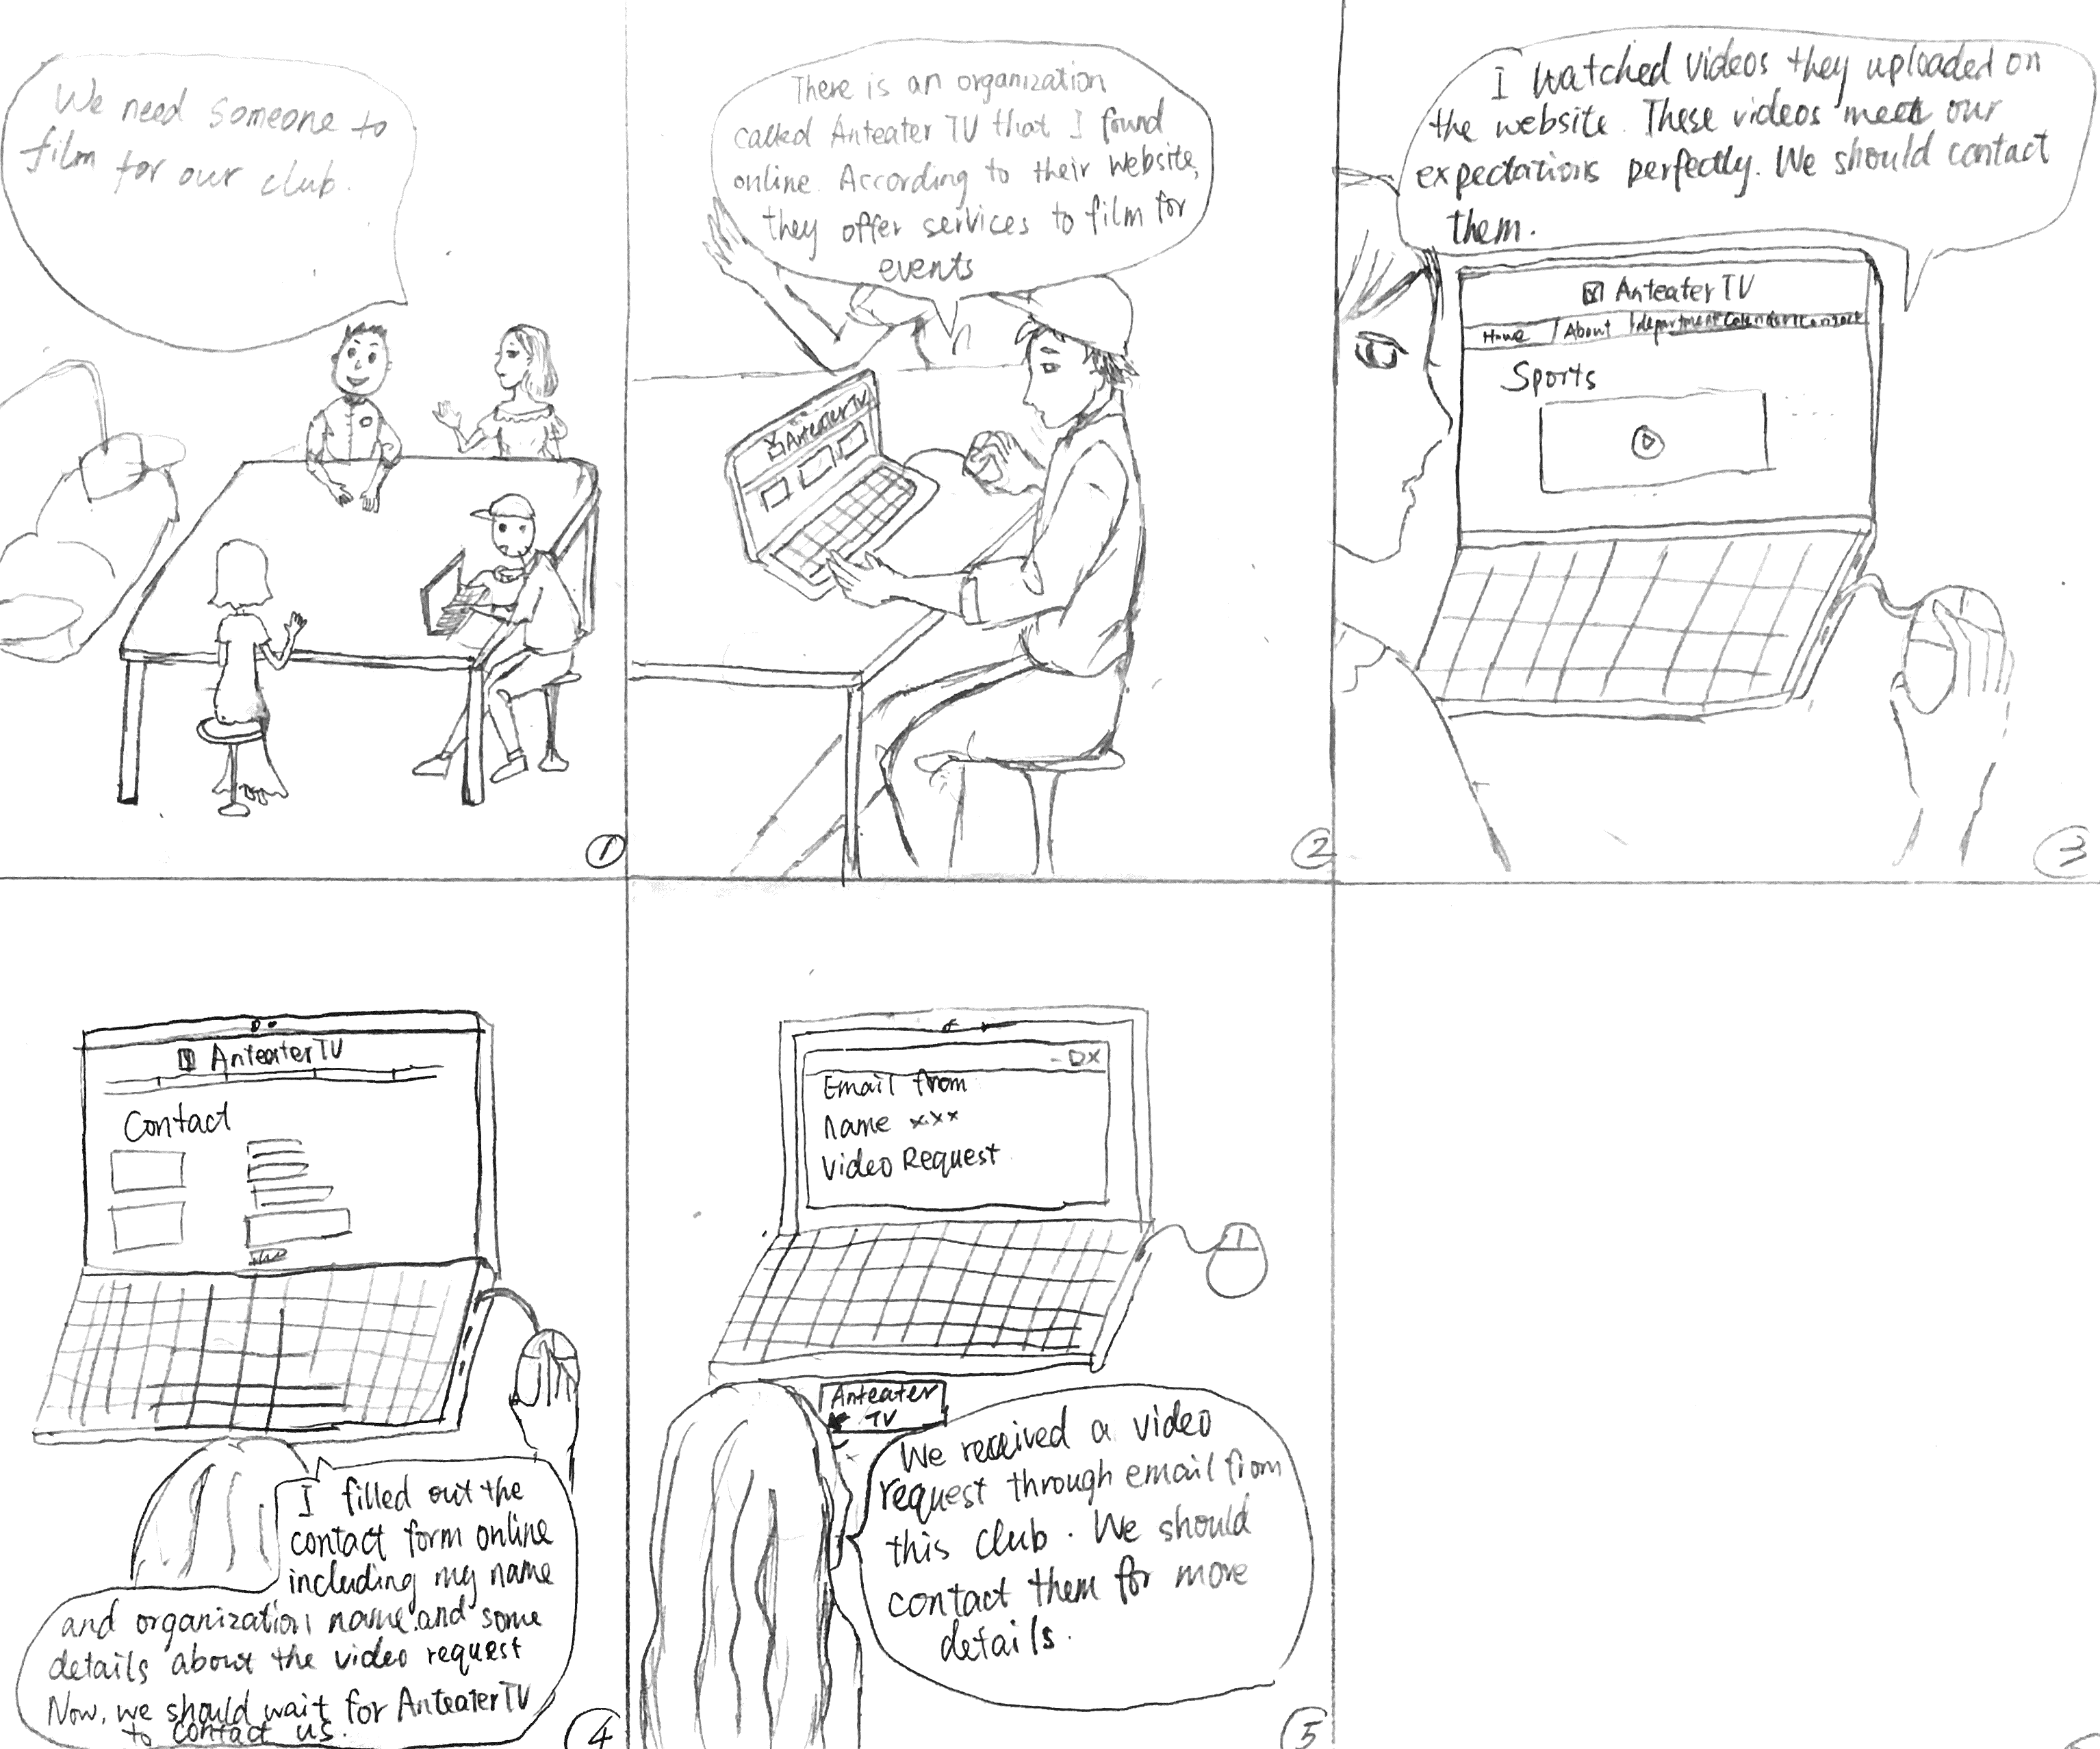 We need someone to
film for our club.
1
There is an organization
called Anteater TV that I found
online. According to their website,
they offer services to film for
events
Anteater TV
2
I watched videos they uploaded on
the website. These videos meet our
expectations perfectly. We should contact
them.
Anteater TV
Home / About / department Calendar Contact
Sports
3
Anteater TV
Contact
I filled out the
contact form online
including my name
and organization name and some
details about the video request
Now, we should wait for Anteater TV
to contact us.
4
- D X
Email from
Name xxx
Video Request
Anteater
TV
We received a video
request through email from
this club. We should
contact them for more
details.
5